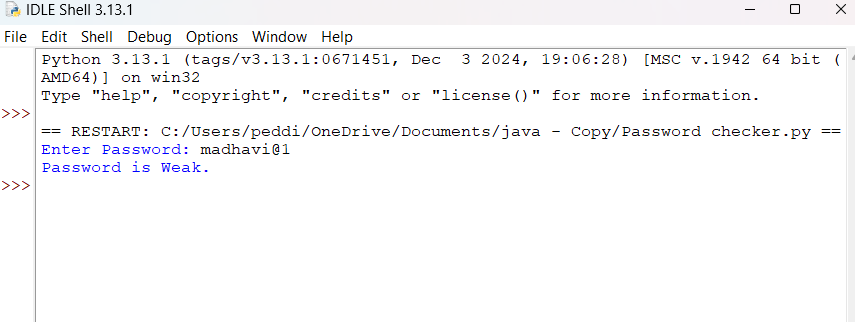 IDLE Shell 3.13.1
File Edit Shell Debug Options Window Help
Python 3.13.1 (tags/v3.13.1:0671451, Dec  3 2024, 19:06:28) [MSC v.1942 64 bit (
AMD64)] on win32
Type "help", "copyright", "credits" or "license()" for more information.
>>>
== RESTART: C:/Users/peddi/OneDrive/Documents/java - Copy/Password checker.py ==
Enter Password: madhavi@1
Password is Weak.
>>>